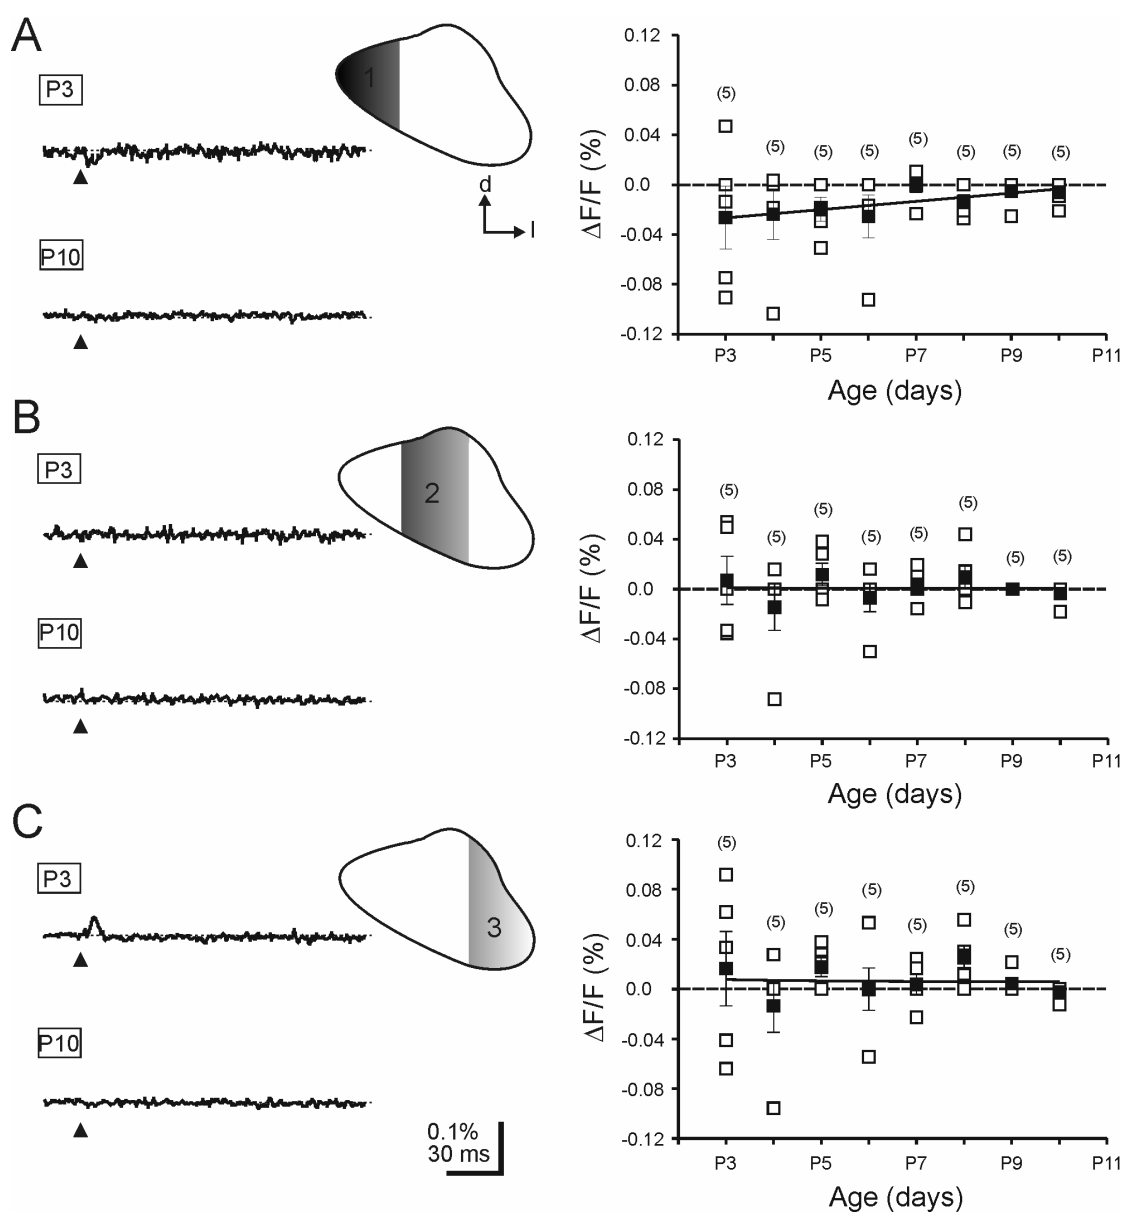 A
P3
1
d
l
P10
0.12
0.08
0.04
0.0
-0.04
-0.08
-0.12
ΔF/F (%)
(5) (5) (5) (5) (5) (5) (5) (5)
P3 P5 P7 P9 P11
Age (days)
B
P3
2
P10
0.12
0.08
0.04
0.0
-0.04
-0.08
-0.12
ΔF/F (%)
(5) (5) (5) (5) (5) (5) (5) (5)
P3 P5 P7 P9 P11
Age (days)
C
P3
3
P10
0.1%
30 ms
0.12
0.08
0.04
0.0
-0.04
-0.08
-0.12
ΔF/F (%)
(5) (5) (5) (5) (5) (5) (5) (5)
P3 P5 P7 P9 P11
Age (days)